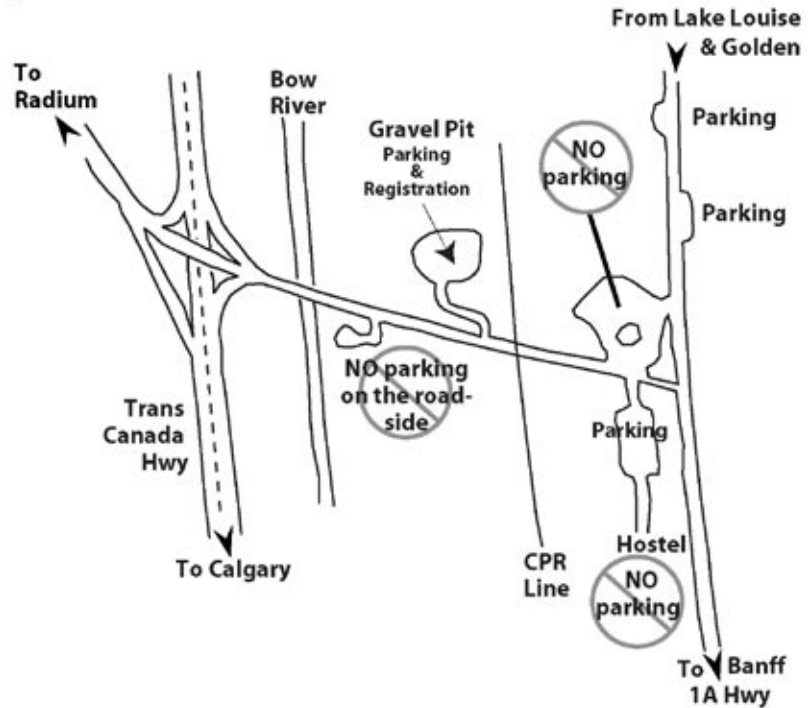 From Lake Louise
& Golden
To
Radium
Bow
River
Gravel Pit
Parking
&
Registration
NO
parking
Parking
Parking
NO parking
on the road-
side
Trans
Canada
Hwy
Parking
To Calgary
CPR
Line
Hostel
NO
parking
To Banff
1A Hwy